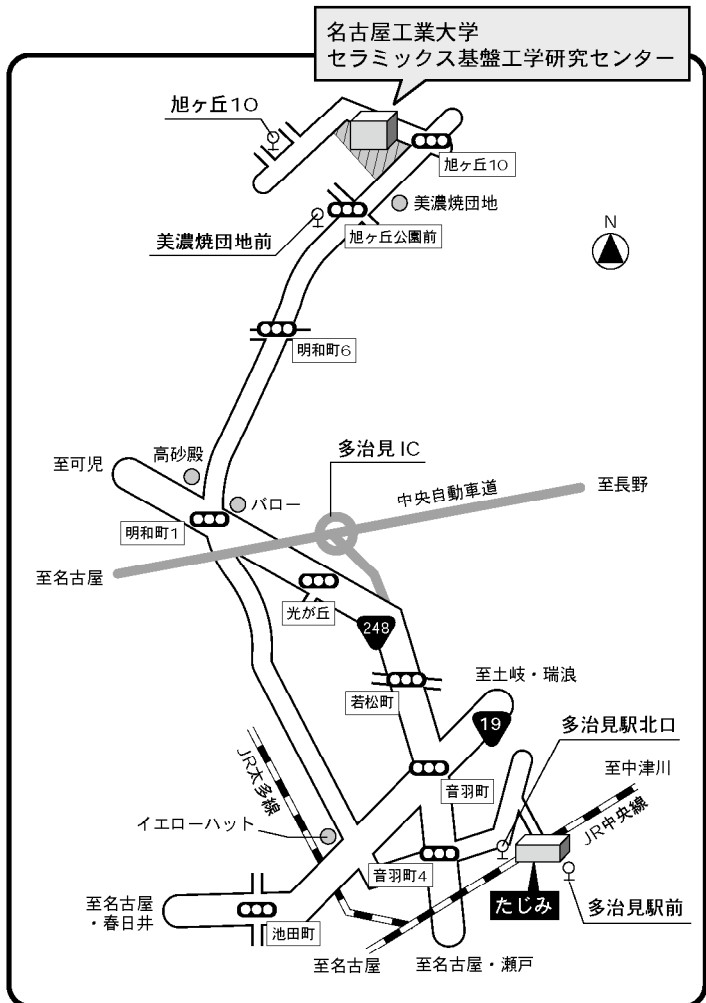 名古屋工業大学
セラミックス基盤工学研究センター
旭ヶ丘10
旭ヶ丘10
美濃焼団地
美濃焼団地前
旭ヶ丘公園前
N
明和町6
高砂殿
多治見IC
至可児
中央自動車道
至長野
バロー
明和町1
至名古屋
光が丘
248
若松町
至土岐・瑞浪
19
多治見駅北口
JR太多線
音羽町
至中津川
イエローハット
JR中央線
音羽町4
至名古屋
・春日井
たじみ
多治見駅前
池田町
至名古屋
至名古屋・瀬戸